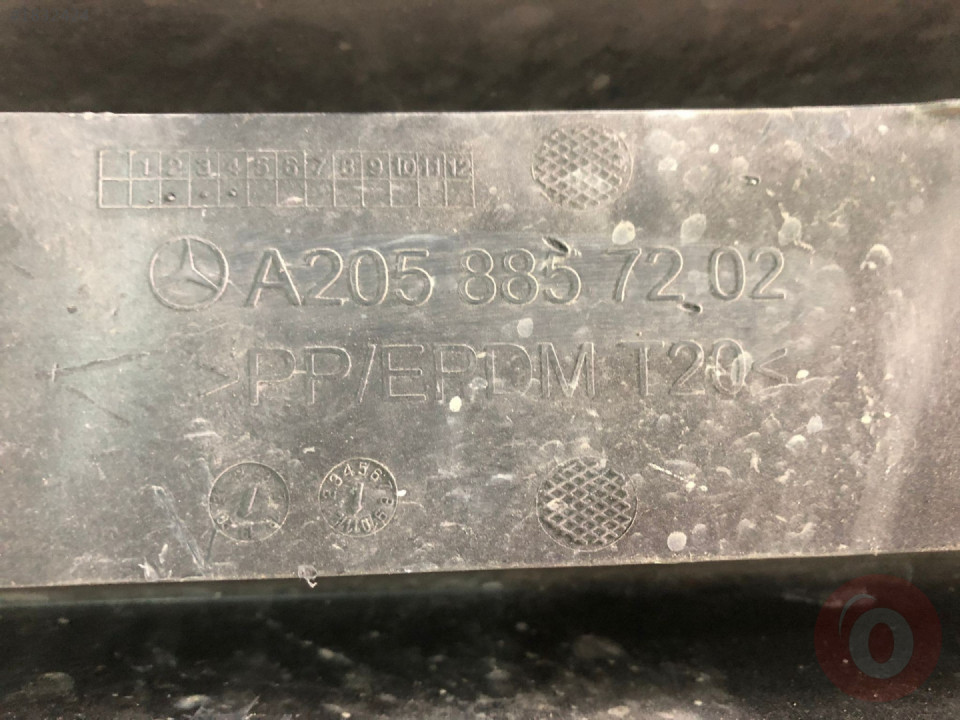 1 2 3 4 5 6 7 8 9 10 11 12
A205 885 72 02
>PP/EPDM T20<
O